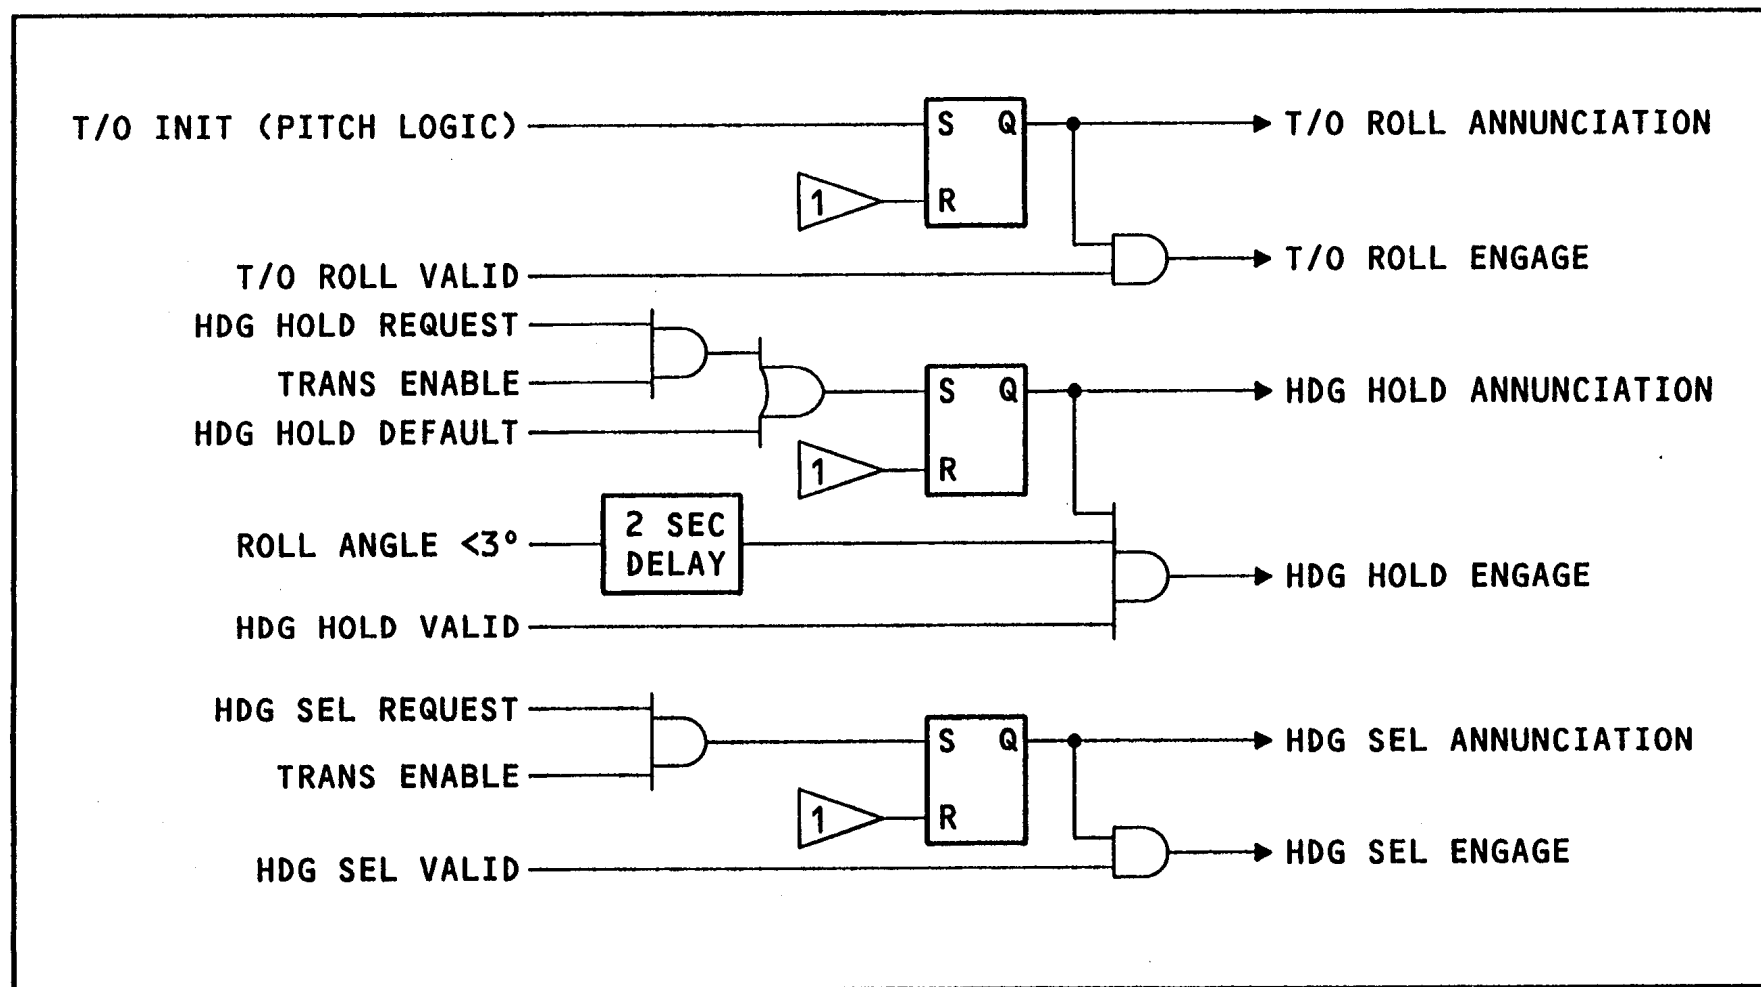 T/O INIT (PITCH LOGIC)
S Q
T/O ROLL ANNUNCIATION
1
R
T/O ROLL VALID
T/O ROLL ENGAGE
HDG HOLD REQUEST
TRANS ENABLE
HDG HOLD DEFAULT
S Q
HDG HOLD ANNUNCIATION
1
R
ROLL ANGLE <3°
2 SEC
DELAY
HDG HOLD VALID
HDG HOLD ENGAGE
HDG SEL REQUEST
TRANS ENABLE
S Q
HDG SEL ANNUNCIATION
1
R
HDG SEL VALID
HDG SEL ENGAGE